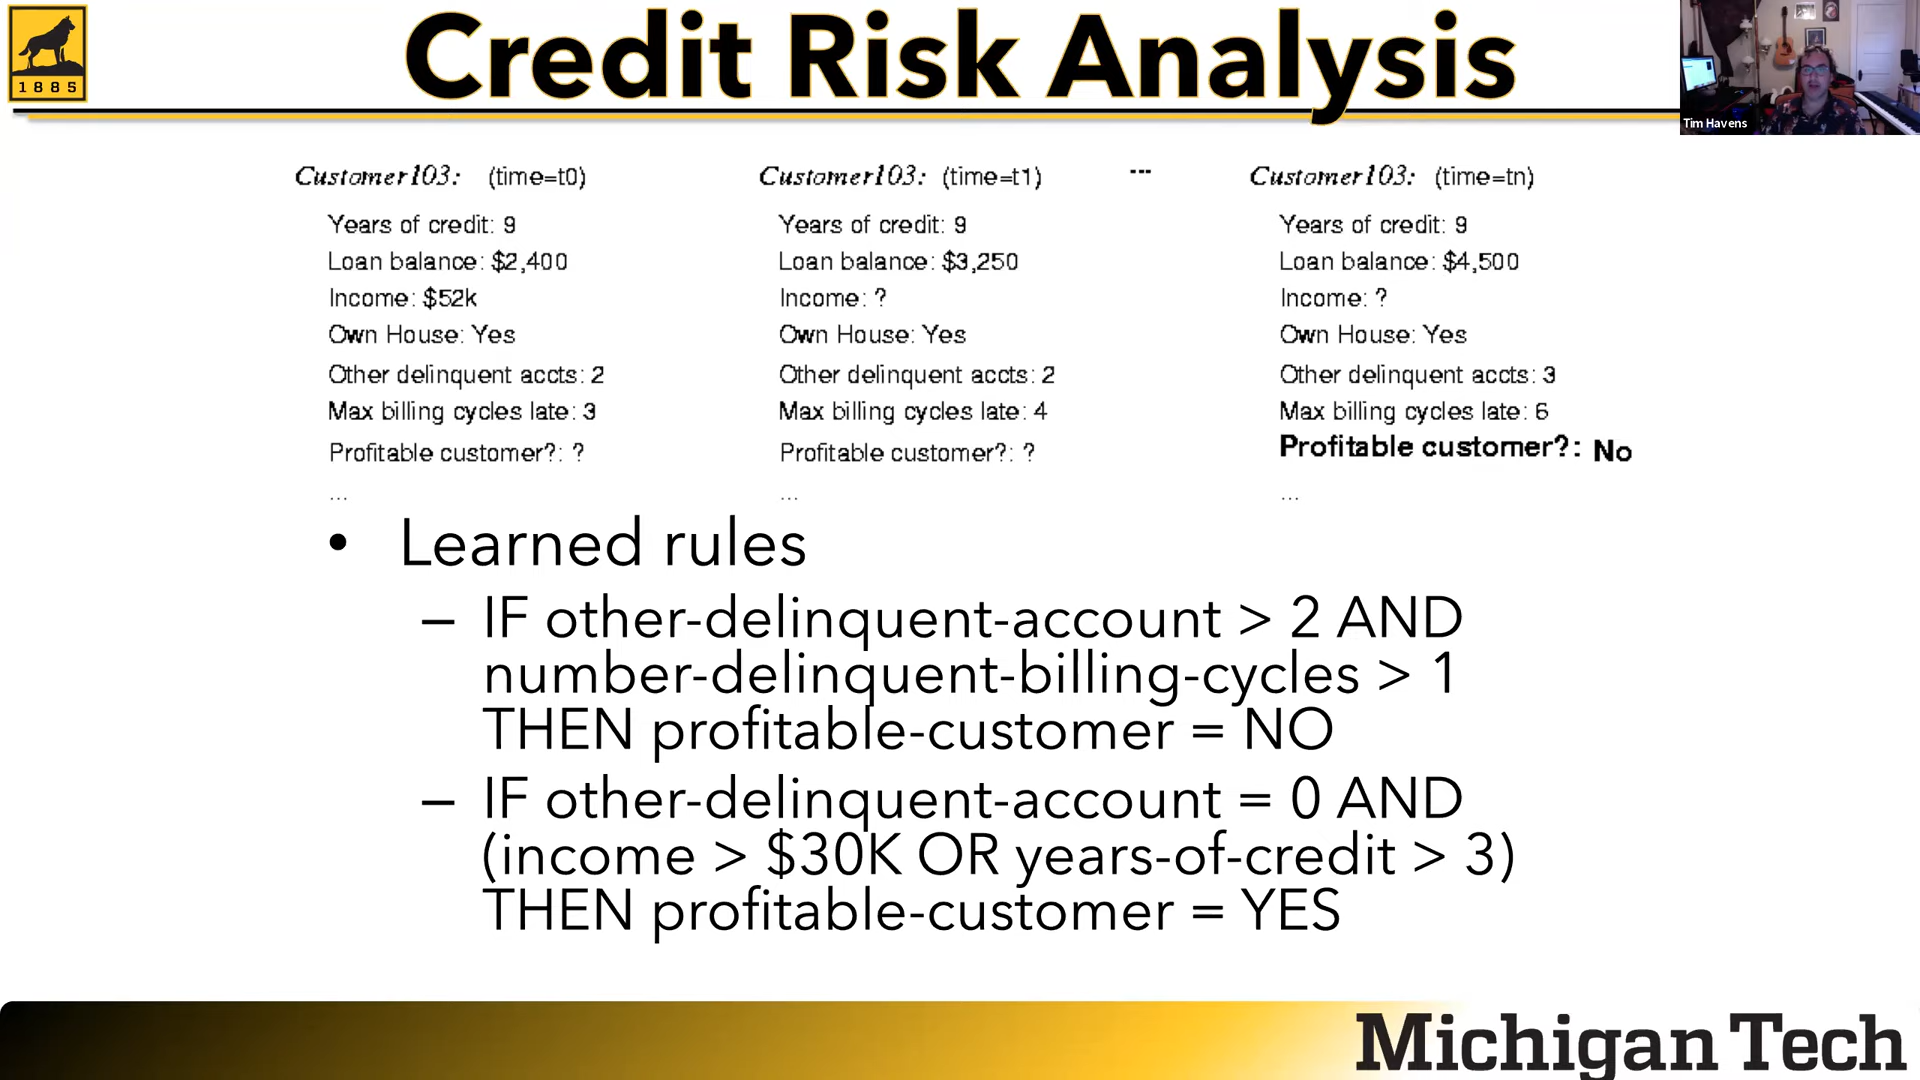 1885
Credit Risk Analysis
Tim Havens
Customer103: (time=t0)
Years of credit: 9
Loan balance: $2,400
Income: $52k
Own House: Yes
Other delinquent accts: 2
Max billing cycles late: 3
Profitable customer?: ?
...
Customer103: (time=t1)
Years of credit: 9
Loan balance: $3,250
Income: ?
Own House: Yes
Other delinquent accts: 2
Max billing cycles late: 4
Profitable customer?: ?
...
---
Customer103: (time=tn)
Years of credit: 9
Loan balance: $4,500
Income: ?
Own House: Yes
Other delinquent accts: 3
Max billing cycles late: 6
Profitable customer?: No
...
• Learned rules
– IF other-delinquent-account > 2 AND
number-delinquent-billing-cycles > 1
THEN profitable-customer = NO
– IF other-delinquent-account = 0 AND
(income > $30K OR years-of-credit > 3)
THEN profitable-customer = YES
Michigan Tech